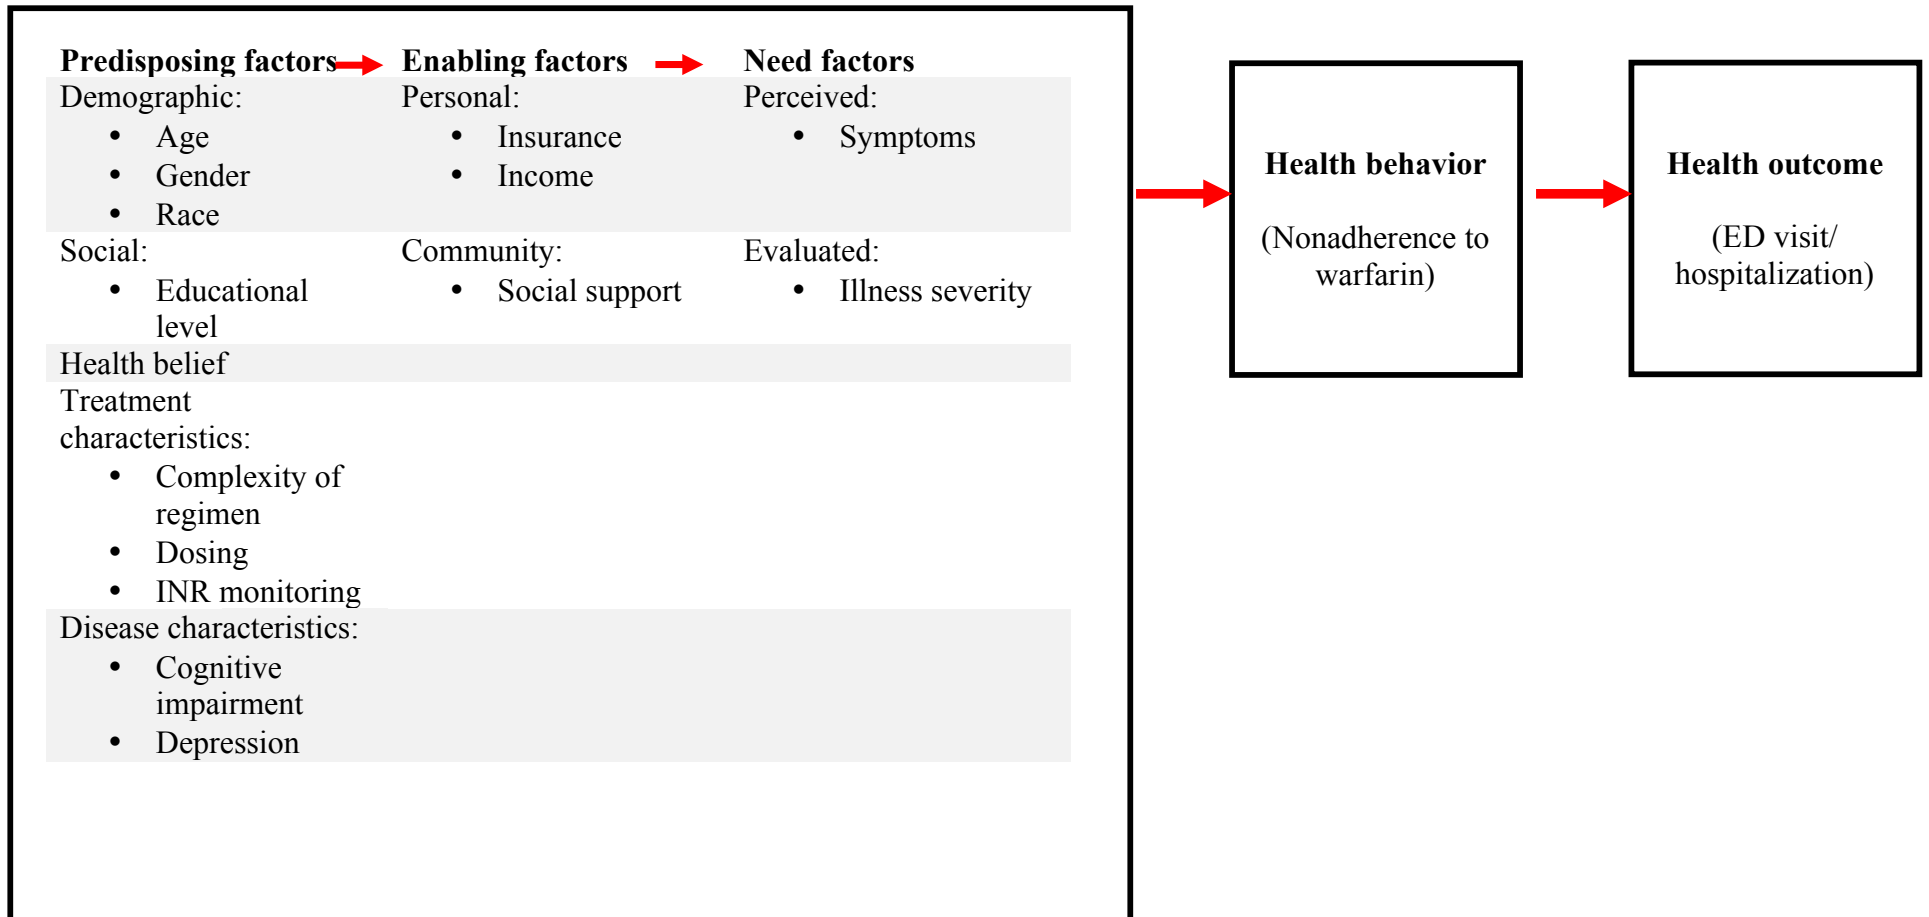 Predisposing factors Enabling factors Need factors
Demographic: Personal: Perceived:
• Age • Insurance • Symptoms
• Gender • Income
• Race
Social: Community: Evaluated:
• Educational • Social support • Illness severity
level
Health belief
Treatment
characteristics:
• Complexity of
regimen
• Dosing
• INR monitoring
Disease characteristics:
• Cognitive
impairment
• Depression
Health behavior
(Nonadherence to
warfarin)
Health outcome
(ED visit/
hospitalization)